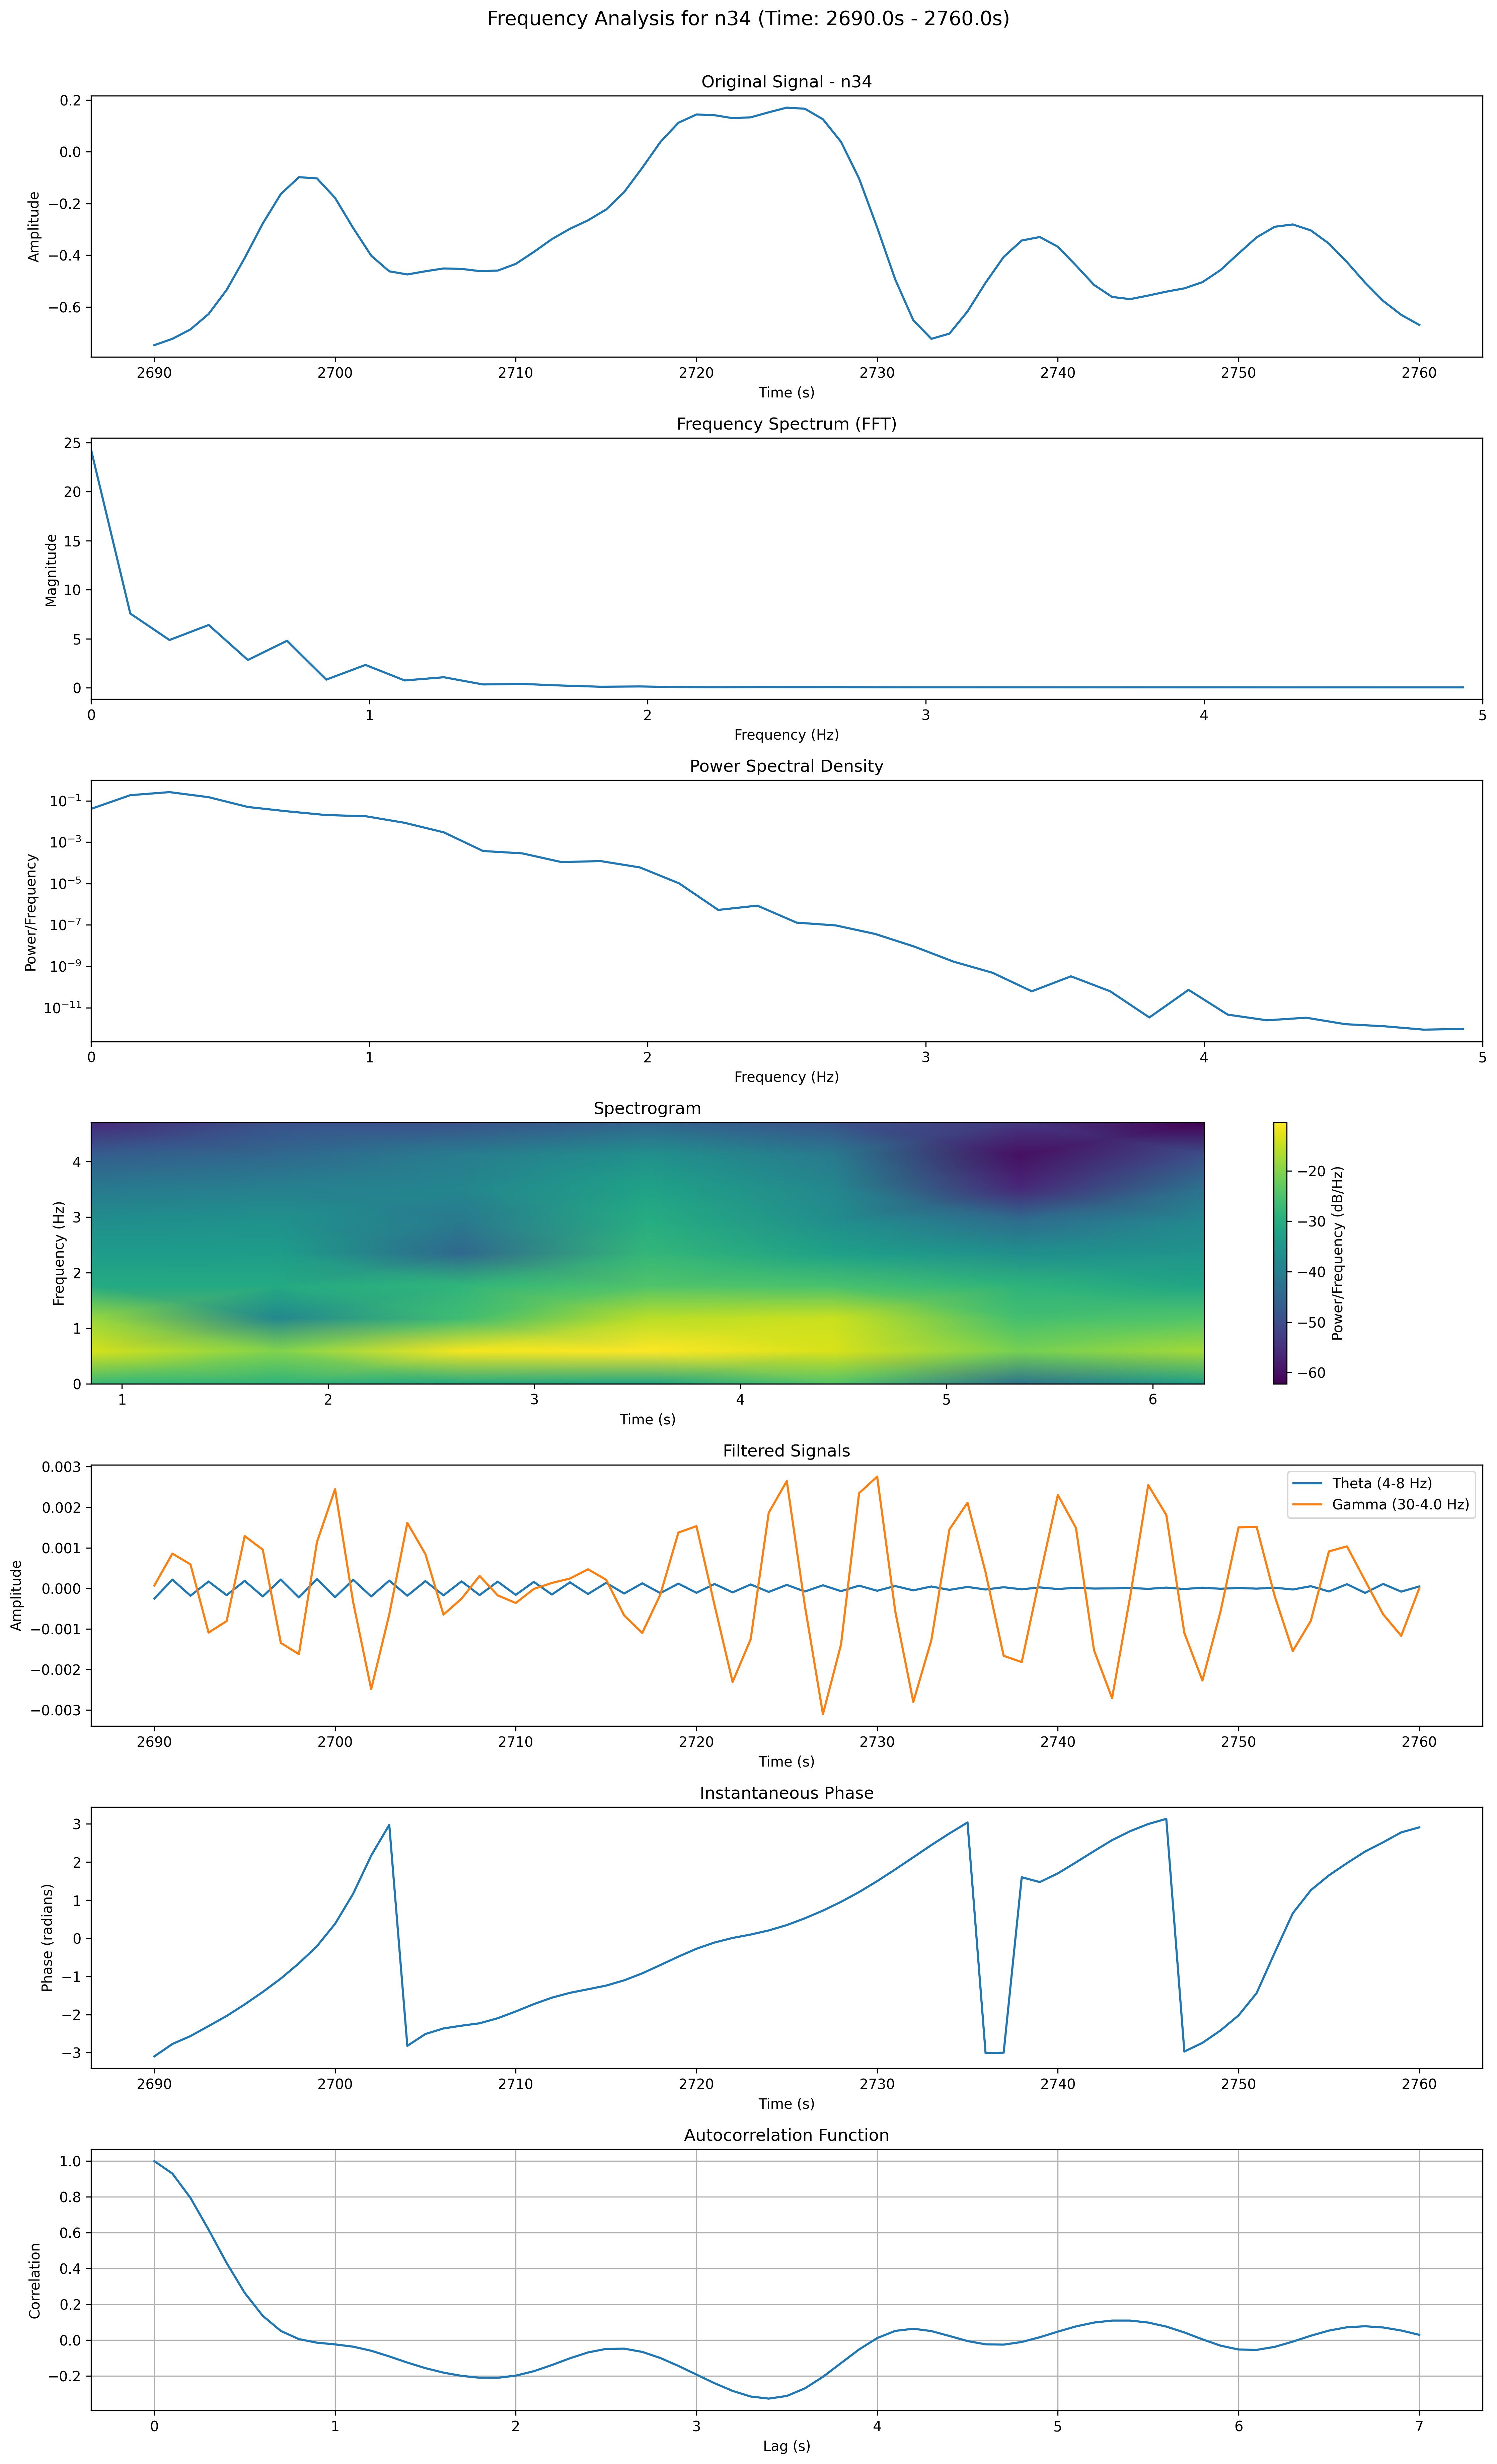 Frequency Analysis for n34 (Time: 2690.0s - 2760.0s)
Original Signal - n34
Amplitude
0.2
0.0
−0.2
−0.4
−0.6
2690 2700 2710 2720 2730 2740 2750 2760
Time (s)
Frequency Spectrum (FFT)
Magnitude
25
20
15
10
5
0
0 1 2 3 4 5
Frequency (Hz)
Power Spectral Density
Power/Frequency
10⁻¹
10⁻³
10⁻⁵
10⁻⁷
10⁻⁹
10⁻¹¹
0 1 2 3 4 5
Frequency (Hz)
Spectrogram
Frequency (Hz)
4
3
2
1
0
1 2 3 4 5 6
Time (s)
−20
−30
−40
−50
−60
Power/Frequency (dB/Hz)
Filtered Signals
Amplitude
0.003
0.002
0.001
0.000
−0.001
−0.002
−0.003
Theta (4-8 Hz)
Gamma (30-4.0 Hz)
2690 2700 2710 2720 2730 2740 2750 2760
Time (s)
Instantaneous Phase
Phase (radians)
3
2
1
0
−1
−2
−3
2690 2700 2710 2720 2730 2740 2750 2760
Time (s)
Autocorrelation Function
Correlation
1.0
0.8
0.6
0.4
0.2
0.0
−0.2
0 1 2 3 4 5 6 7
Lag (s)